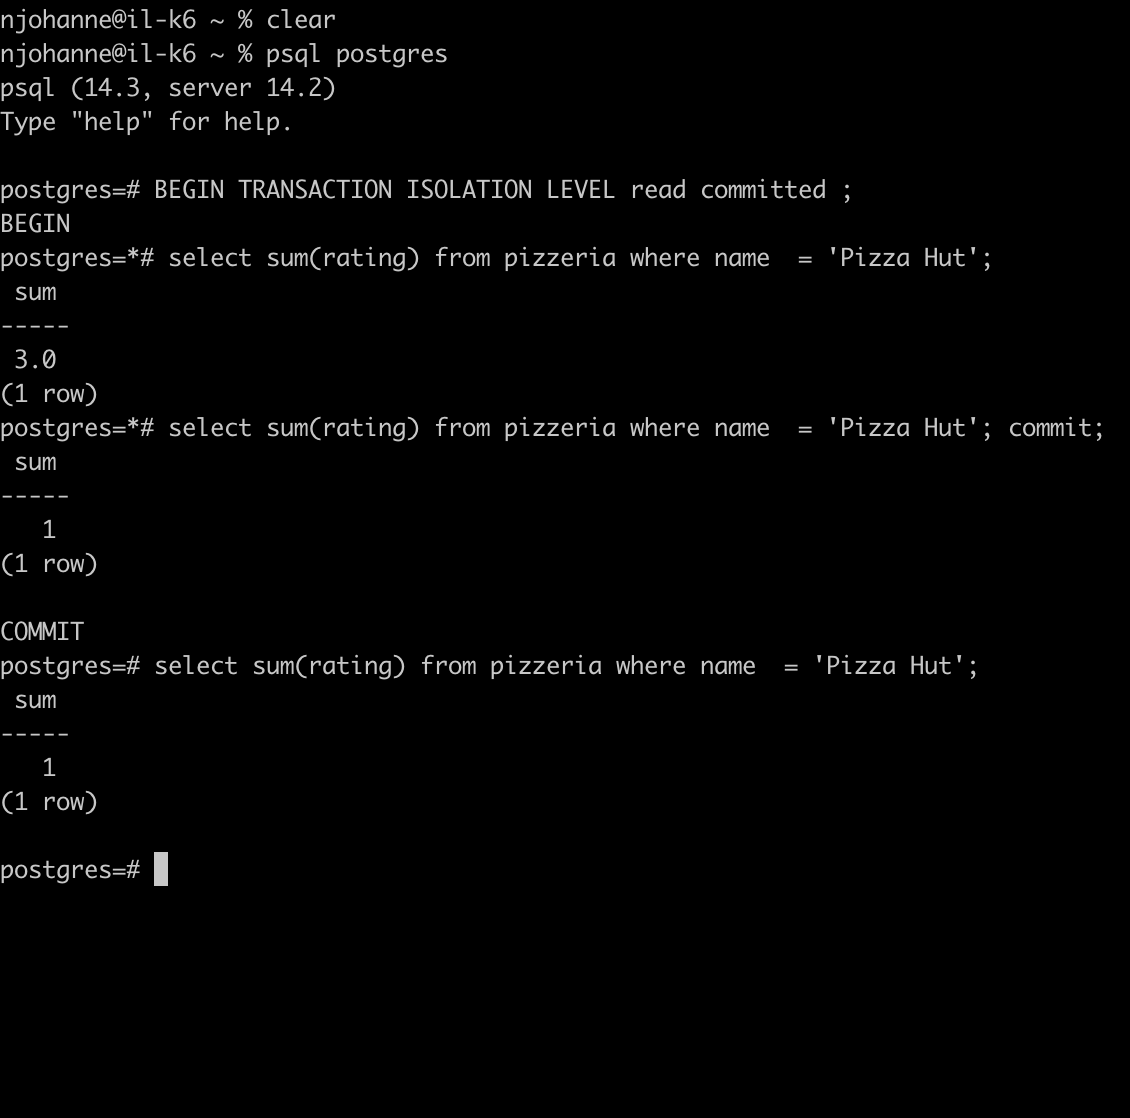 njohanne@il-k6 ~ % clear
njohanne@il-k6 ~ % psql postgres
psql (14.3, server 14.2)
Type "help" for help.

postgres=# BEGIN TRANSACTION ISOLATION LEVEL read committed ;
BEGIN
postgres=*# select sum(rating) from pizzeria where name  = 'Pizza Hut';
 sum
-----
 3.0
(1 row)
postgres=*# select sum(rating) from pizzeria where name  = 'Pizza Hut'; commit;
 sum
-----
   1
(1 row)

COMMIT
postgres=# select sum(rating) from pizzeria where name  = 'Pizza Hut';
 sum
-----
   1
(1 row)

postgres=#